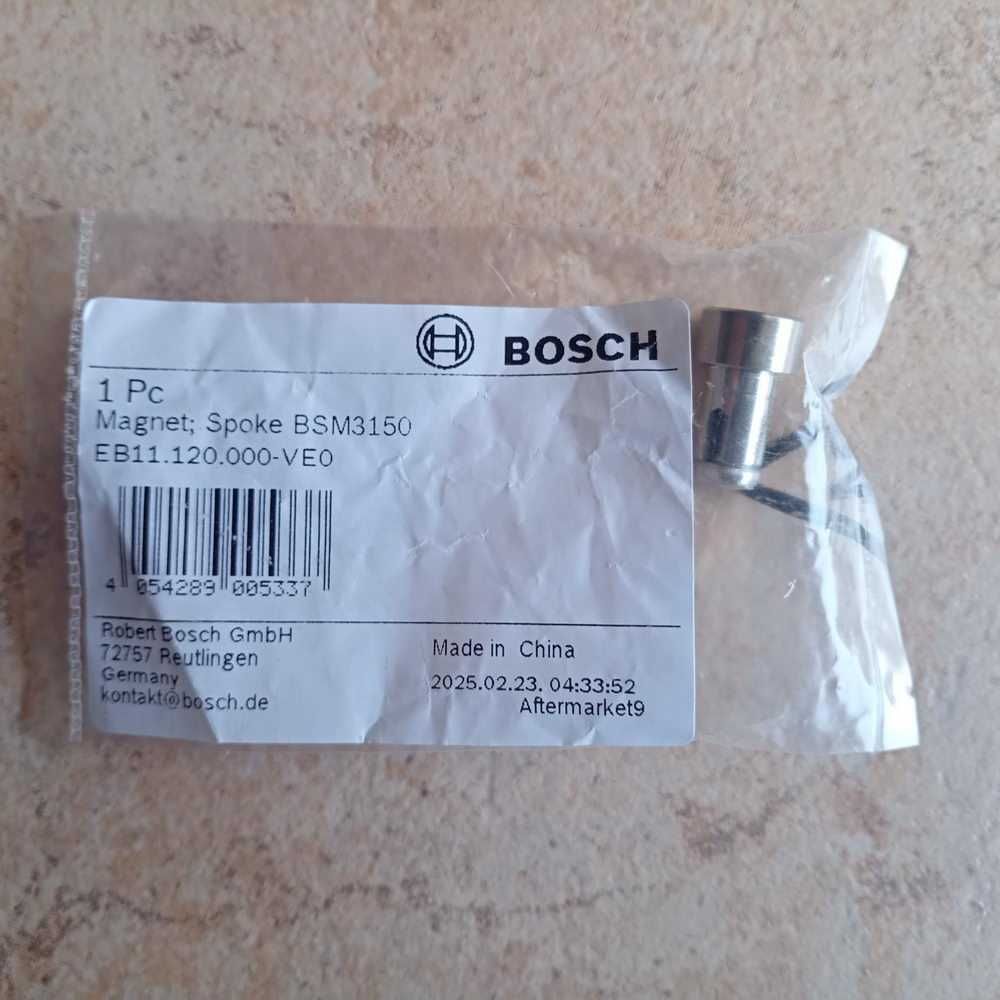 BOSCH
1 Pc
Magnet; Spoke BSM3150
EB11.120.000-VE0
4 054289 005337
Robert Bosch GmbH
72757 Reutlingen
Germany
kontakt@bosch.de
Made in China
2025.02.23. 04:33:52
Aftermarket9